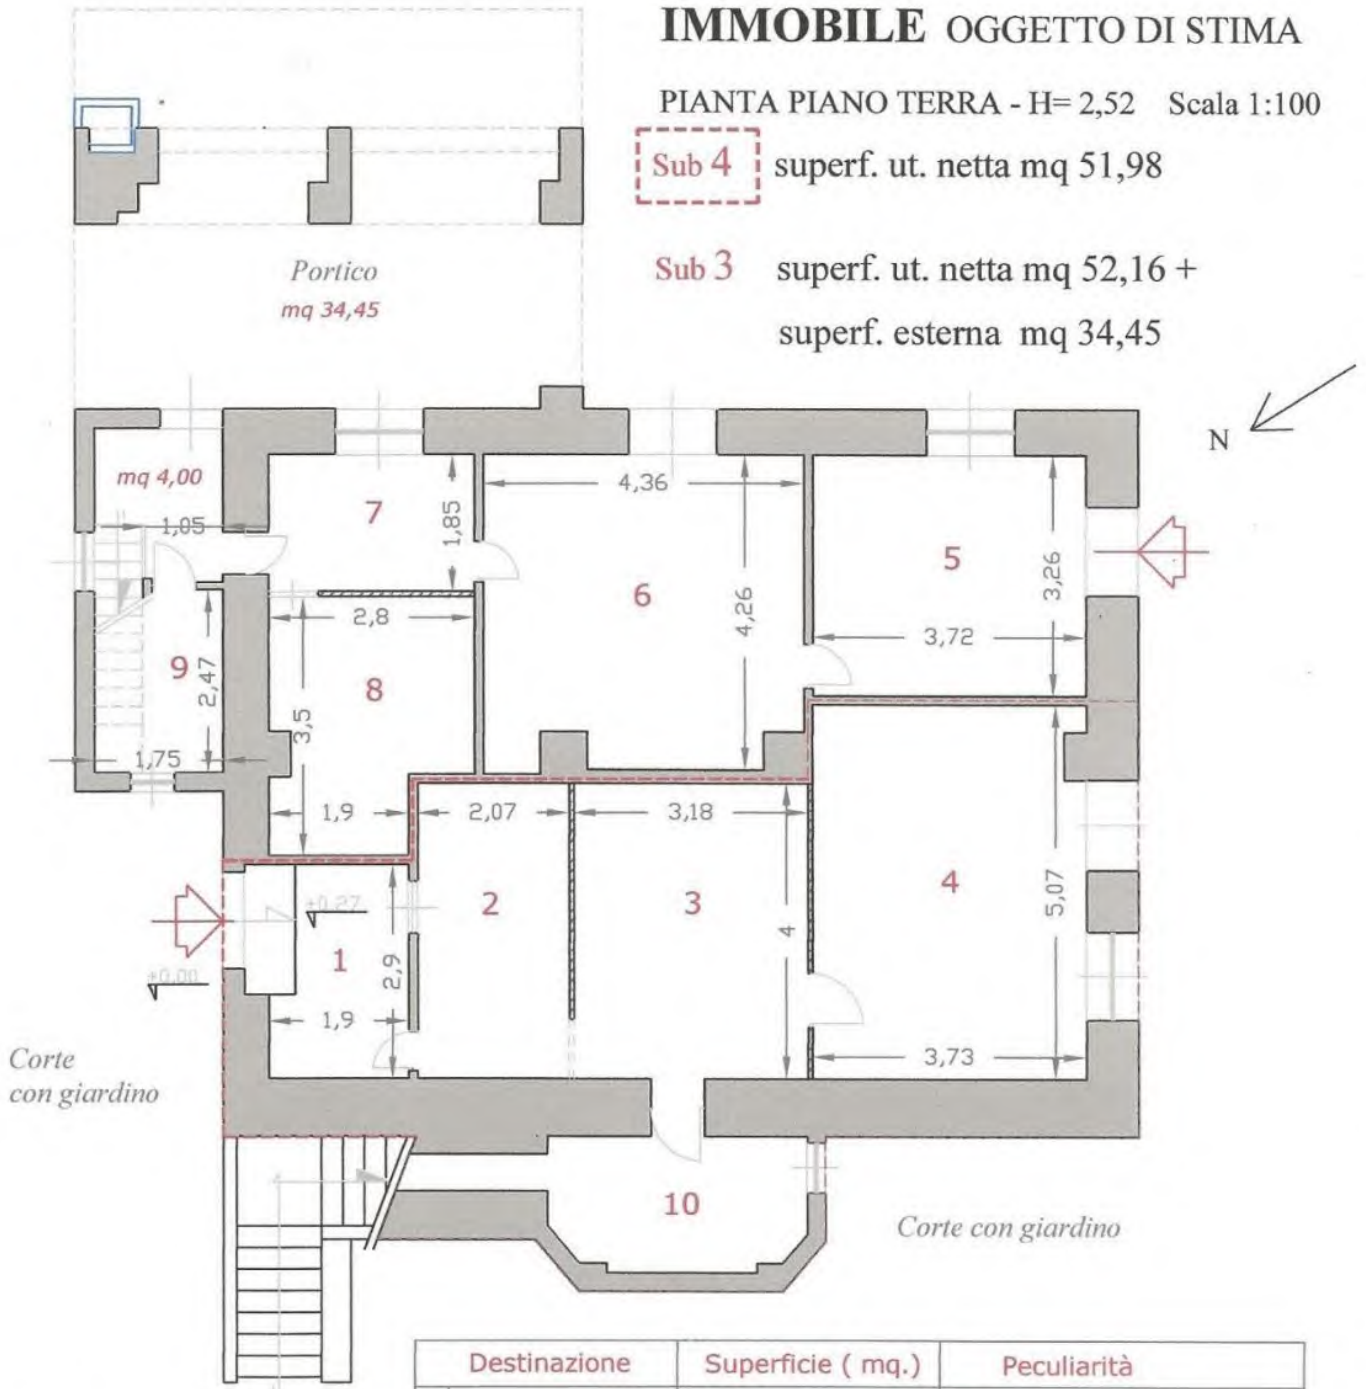 IMMOBILE OGGETTO DI STIMA
PIANTA PIANO TERRA - H= 2,52 Scala 1:100
Sub 4 superf. ut. netta mq 51,98
Sub 3 superf. ut. netta mq 52,16 +
superf. esterna mq 34,45
Portico
mq 34,45
N
mq 4,00
1,05
7
1,85
4,36
6
4,26
5
3,26
3,72
2,8
9
2,47
8
3,5
1,75
1,9
2,07
3,18
+0,27
1
2,9
2
3
4
4
5,07
±0,00
1,9
3,73
Corte
con giardino
10
Corte con giardino
Destinazione Superficie ( mq.) Peculiarità